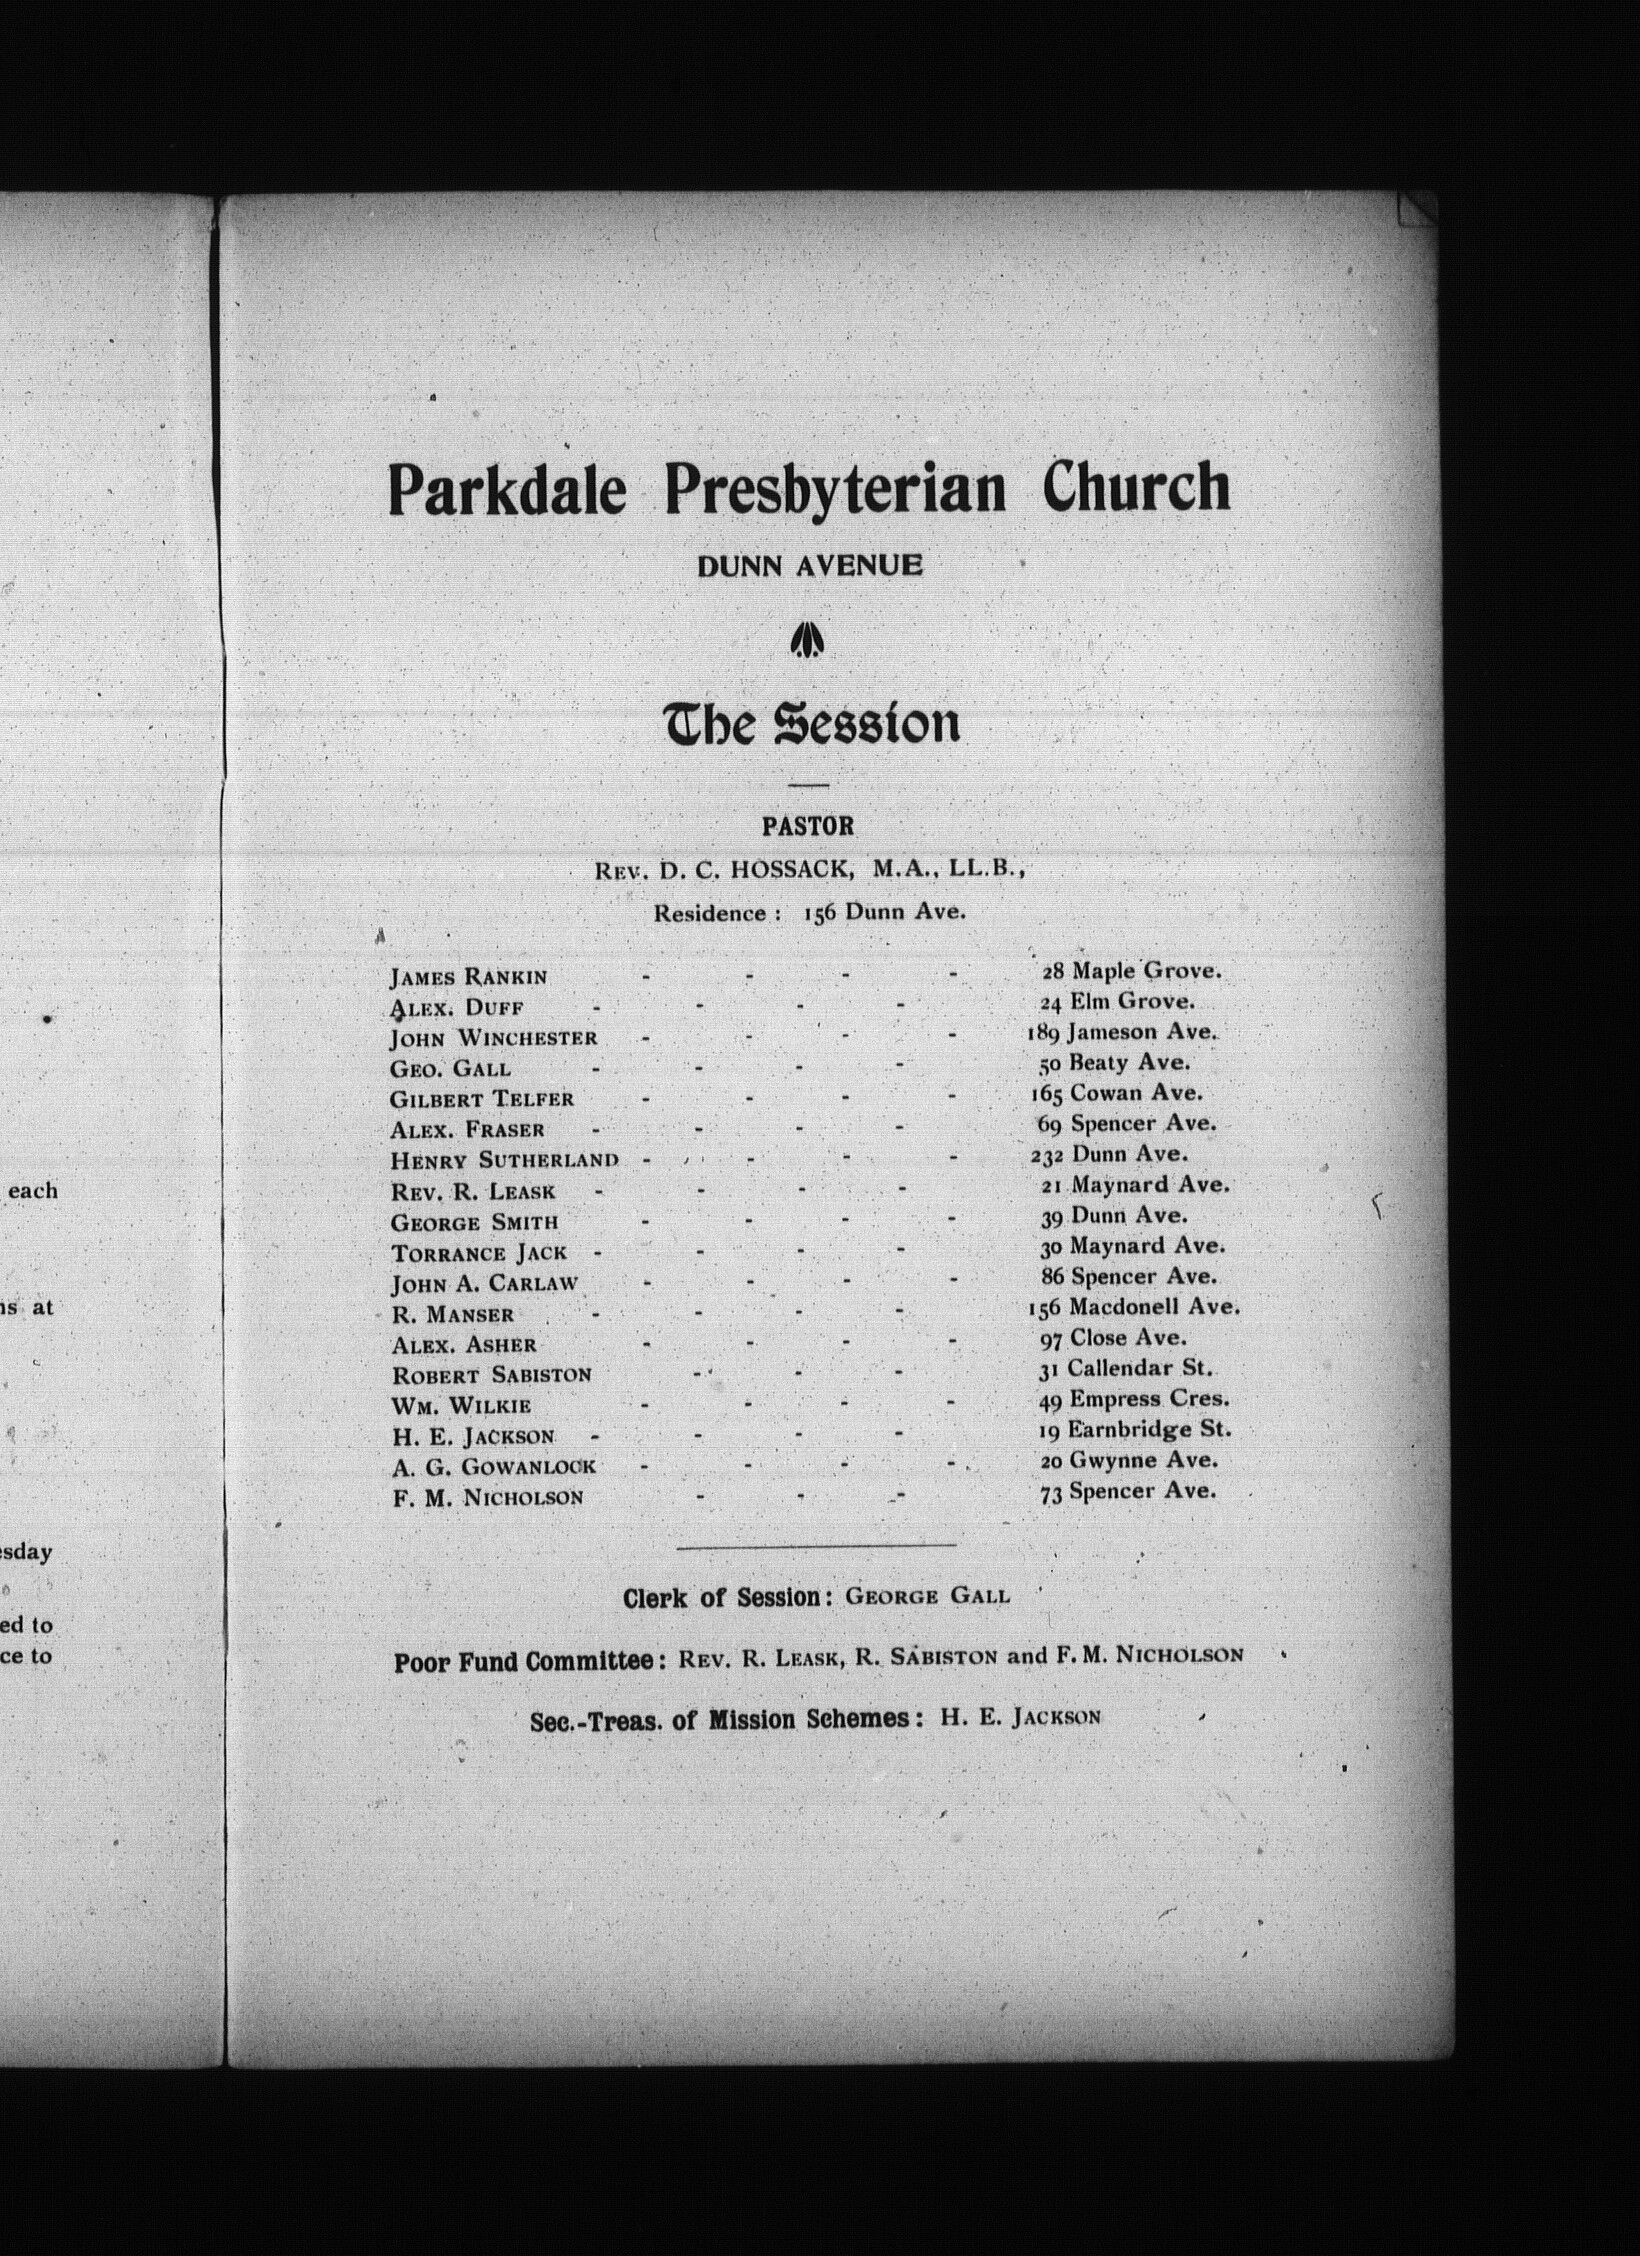 each
at
ed to
ce to
Parkdale Presbyterian Church
DUNN AVENUE
The Session
PASTOR
REV. D. C. HOSSACK, M.A., LL.B.,
Residence : 156 Dunn Ave.
JAMES RANKIN - - - - 28 Maple Grove.
ALEX. DUFF - - - - 24 Elm Grove.
JOHN WINCHESTER - - - - 189 Jameson Ave.
GEO. GALL - - - - 50 Beaty Ave.
GILBERT TELFER - - - - 165 Cowan Ave.
ALEX. FRASER - - - - 69 Spencer Ave.
HENRY SUTHERLAND - - - - 232 Dunn Ave.
REV. R. LEASK - - - - 21 Maynard Ave.
GEORGE SMITH - - - - 39 Dunn Ave.
TORRANCE JACK - - - - 30 Maynard Ave.
JOHN A. CARLAW - - - - 86 Spencer Ave.
R. MANSER - - - - 156 Macdonell Ave.
ALEX. ASHER - - - - 97 Close Ave.
ROBERT SABISTON - - - 31 Callendar St.
WM. WILKIE - - - - 49 Empress Cres.
H. E. JACKSON - - - - 19 Earnbridge St.
A. G. GOWANLOCK - - - - 20 Gwynne Ave.
F. M. NICHOLSON - - - 73 Spencer Ave.
Clerk of Session: GEORGE GALL
Poor Fund Committee: REV. R. LEASK, R. SABISTON and F. M. NICHOLSON
Sec.-Treas. of Mission Schemes: H. E. JACKSON